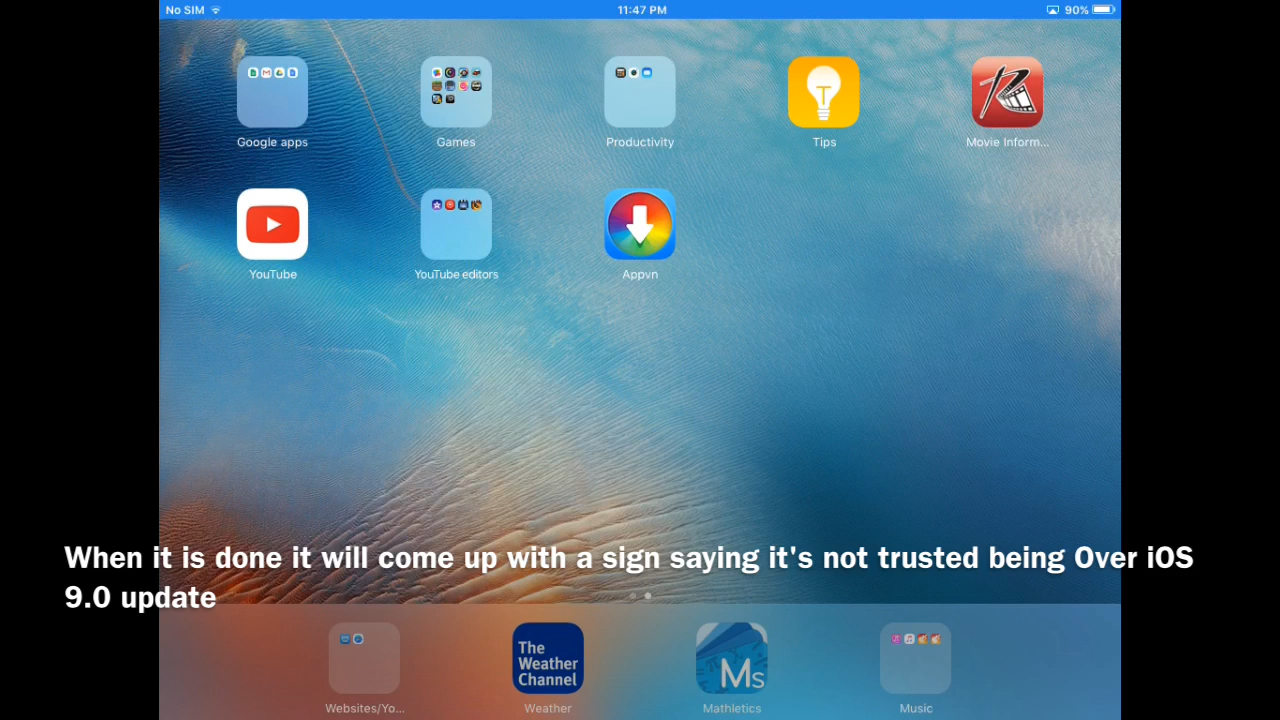 No SIM 11:47 PM 90%
Google apps Games Productivity Tips Movie Inform...
YouTube YouTube editors Appvn
When it is done it will come up with a sign saying it's not trusted being Over iOS
9.0 update
The
Weather
Channel
Ms
Websites/Yo... Weather Mathletics Music